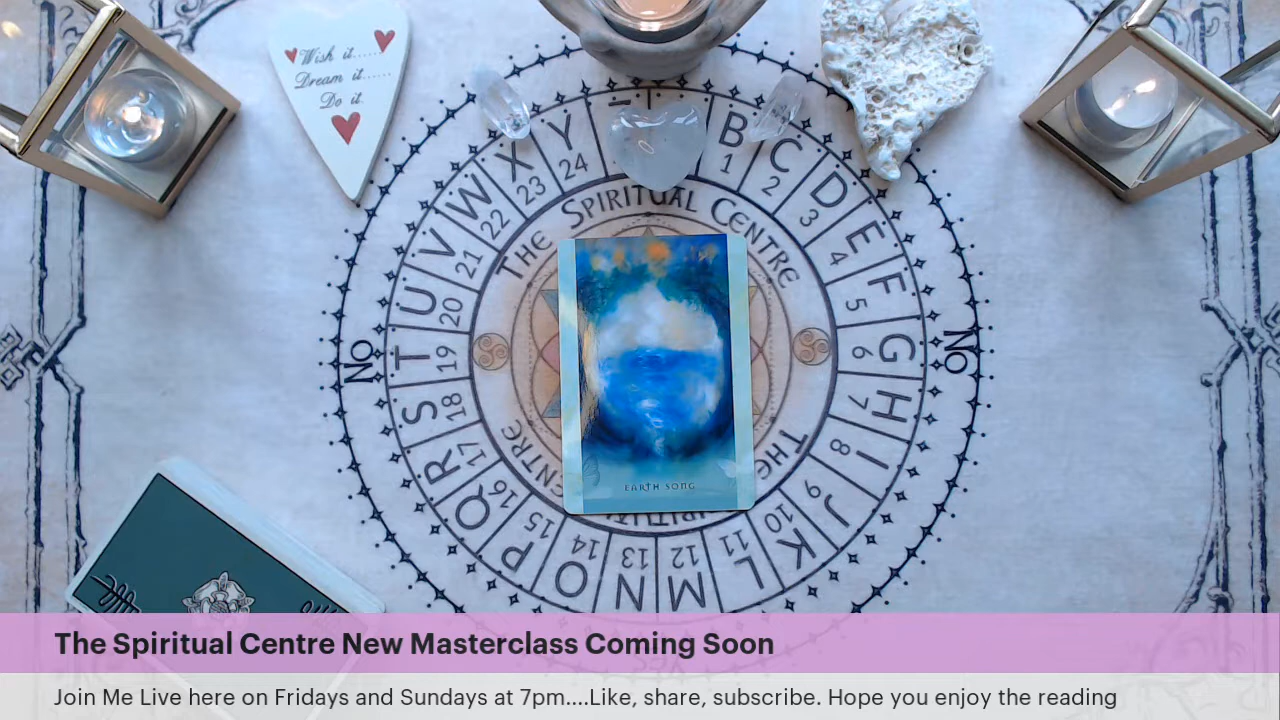 Wish it......
Dream it......
Do it.
B
C
D
E
F
G
H
I
J
K
L
M
N
O
P
Q
R
S
T
U
V
W
X
Y
1
2
3
4
5
6
7
8
9
10
11
12
13
14
15
16
17
18
19
20
21
22
23
24
THE SPIRITUAL CENTRE
THE
ENTRE
NO
NO
EARTH SONG
The Spiritual Centre New Masterclass Coming Soon
Join Me Live here on Fridays and Sundays at 7pm....Like, share, subscribe. Hope you enjoy the reading